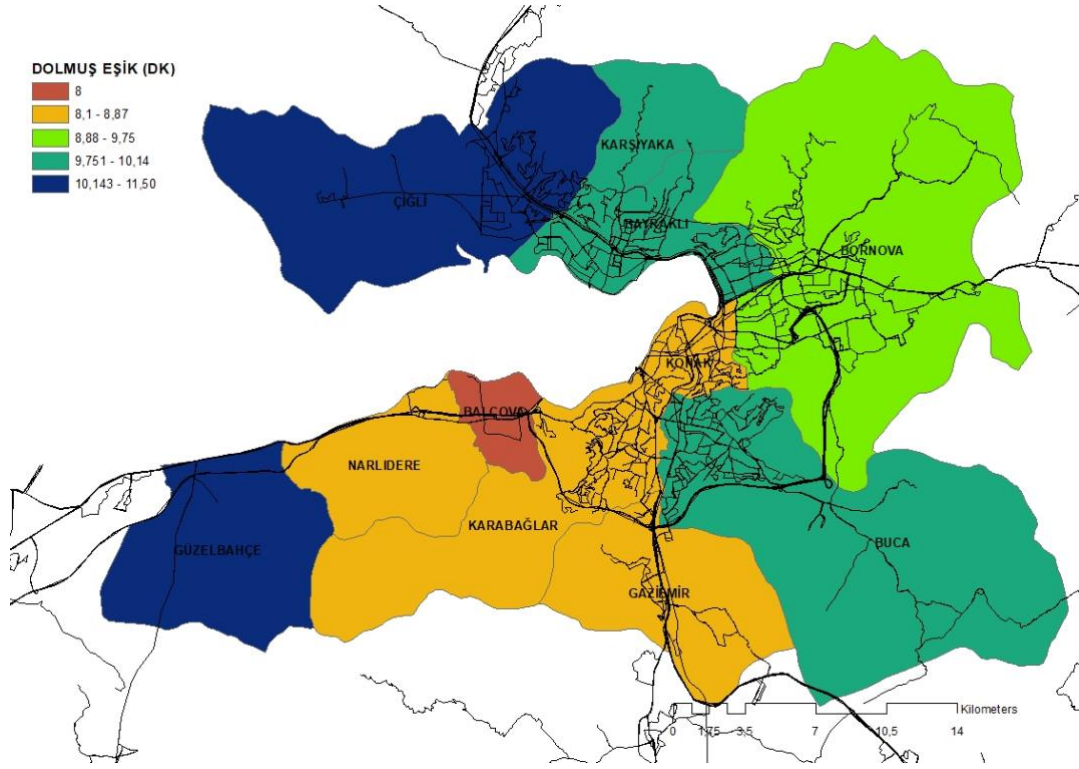 DOLMUŞ EŞİK (DK)
8
8,1 - 8,87
8,88 - 9,75
9,751 - 10,14
10,143 - 11,50
KARŞIYAKA
ÇİĞLİ
BAYRAKLI
BORNOVA
KONAK
BALÇOVA
NARLIDERE
KARABAĞLAR
GÜZELBAHÇE
BUCA
GAZİEMİR
Kilometers
0 1,75 3,5 7 10,5 14